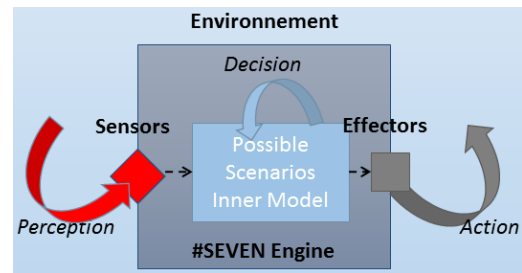 Environnement
Decision
Sensors
Effectors
Possible
Scenarios
Inner Model
Perception
Action
#SEVEN Engine